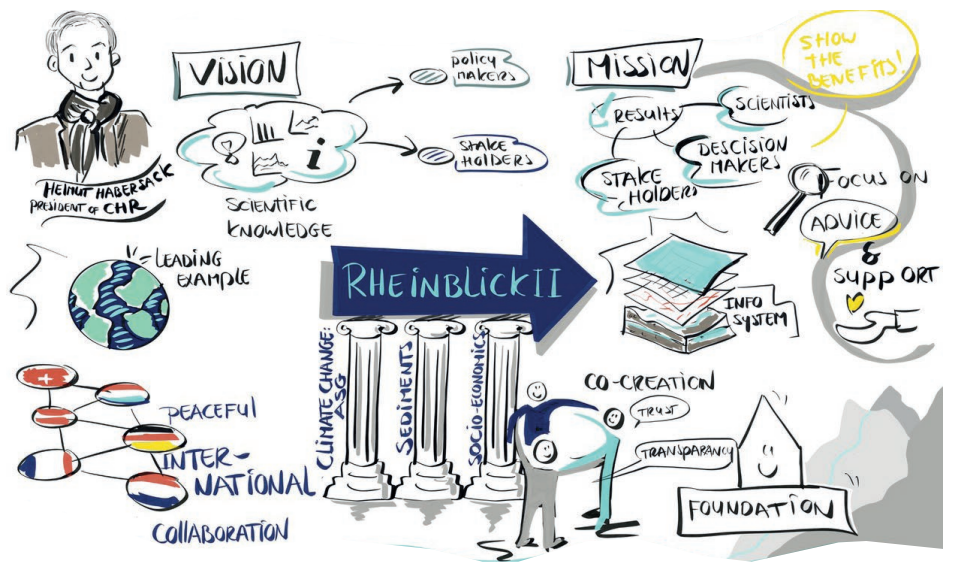 HELMUT HABERSACK
PRESIDENT OF CHR
VISION
SCIENTIFIC
KNOWLEDGE
POLICY
MAKERS
STAKE
HOLDERS
MISSION
RESULTS
SCIENTISTS
DESCISION
MAKERS
STAKE
HOLDERS
SHOW
THE
BENEFITS!
FOCUS ON
ADVICE
&
SUPPORT
INFO
SYSTEM
LEADING
EXAMPLE
RHEINBLICKII
CLIMATE CHANGE:
ASG
SEDIMENTS
SOCIO-ECONOMICS
PEACEFUL
INTER-
NATIONAL
COLLABORATION
CO-CREATION
TRUST
TRANSPARANCY
FOUNDATION